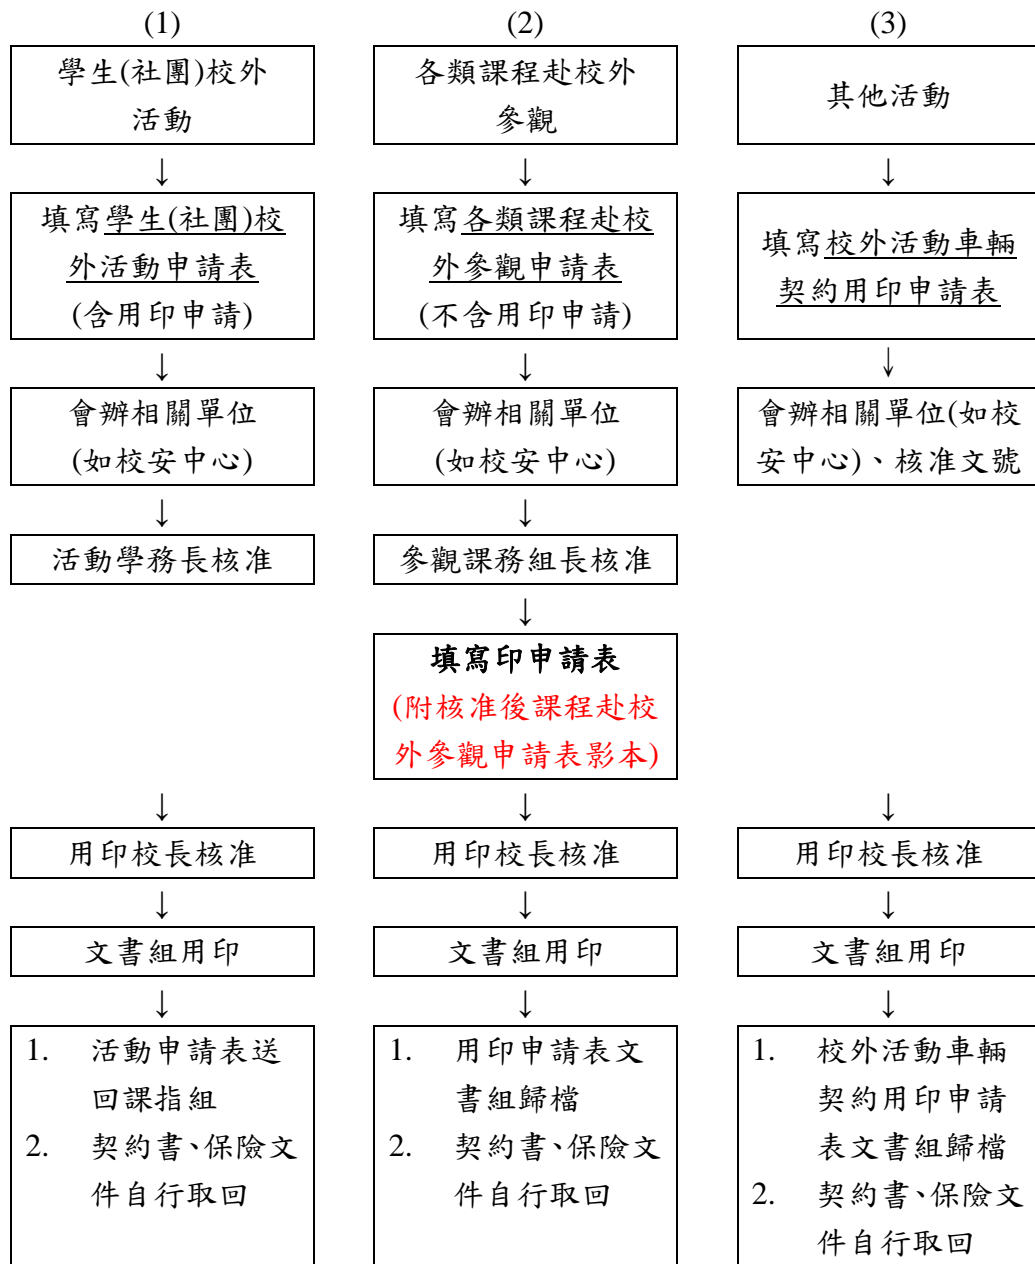 (1)
學生(社團)校外
活動
↓
填寫學生(社團)校
外活動申請表
(含用印申請)
↓
會辦相關單位
(如校安中心)
↓
活動學務長核准
↓
用印校長核准
↓
文書組用印
↓
1. 活動申請表送
回課指組
2. 契約書、保險文
件自行取回
(2)
各類課程赴校外
參觀
↓
填寫各類課程赴校
外參觀申請表
(不含用印申請)
↓
會辦相關單位
(如校安中心)
↓
參觀課務組長核准
↓
填寫印申請表
(附核准後課程赴校
外參觀申請表影本)
↓
用印校長核准
↓
文書組用印
↓
1. 用印申請表文
書組歸檔
2. 契約書、保險文
件自行取回
(3)
其他活動
↓
填寫校外活動車輛
契約用印申請表
↓
會辦相關單位(如校
安中心)、核准文號
↓
用印校長核准
↓
文書組用印
↓
1. 校外活動車輛
契約用印申請
表文書組歸檔
2. 契約書、保險文
件自行取回